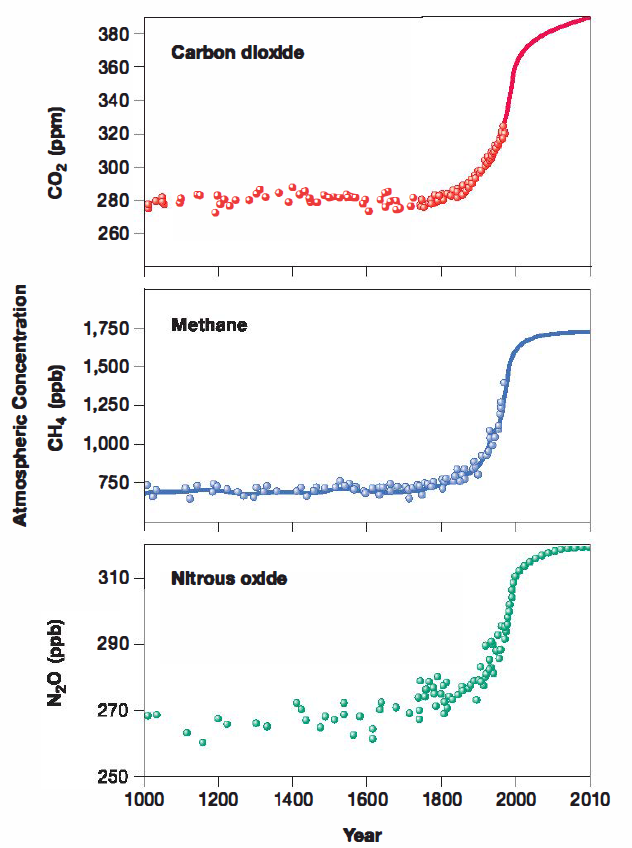 Carbon dioxide
CO2 (ppm)
380
360
340
320
300
280
260
Atmospheric Concentration
Methane
CH4 (ppb)
1,750
1,500
1,250
1,000
750
Nitrous oxide
N2O (ppb)
310
290
270
250
1000 1200 1400 1600 1800 2000 2010
Year